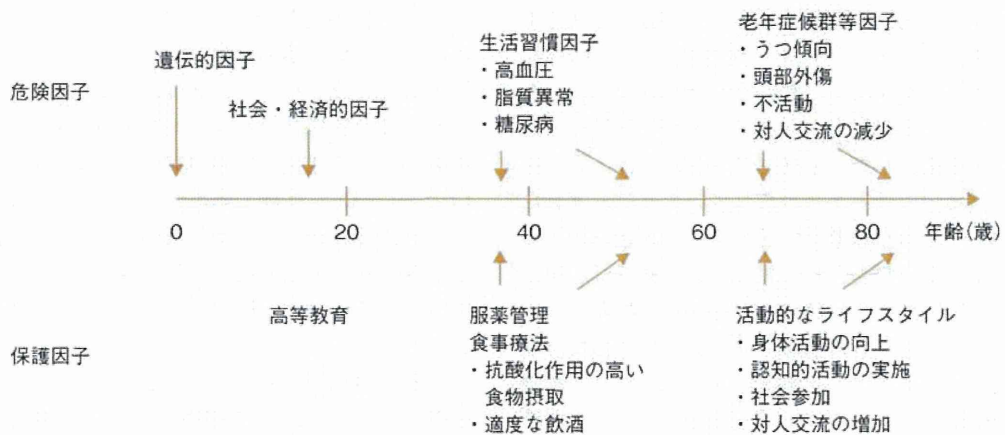 危険因子
遺伝的因子
社会・経済的因子
生活習慣因子
・高血圧
・脂質異常
・糖尿病
老年症候群等因子
・うつ傾向
・頭部外傷
・不活動
・対人交流の減少
0
20
40
60
80
年齢(歳)
保護因子
高等教育
服薬管理
食事療法
・抗酸化作用の高い
食物摂取
・適度な飲酒
活動的なライフスタイル
・身体活動の向上
・認知的活動の実施
・社会参加
・対人交流の増加